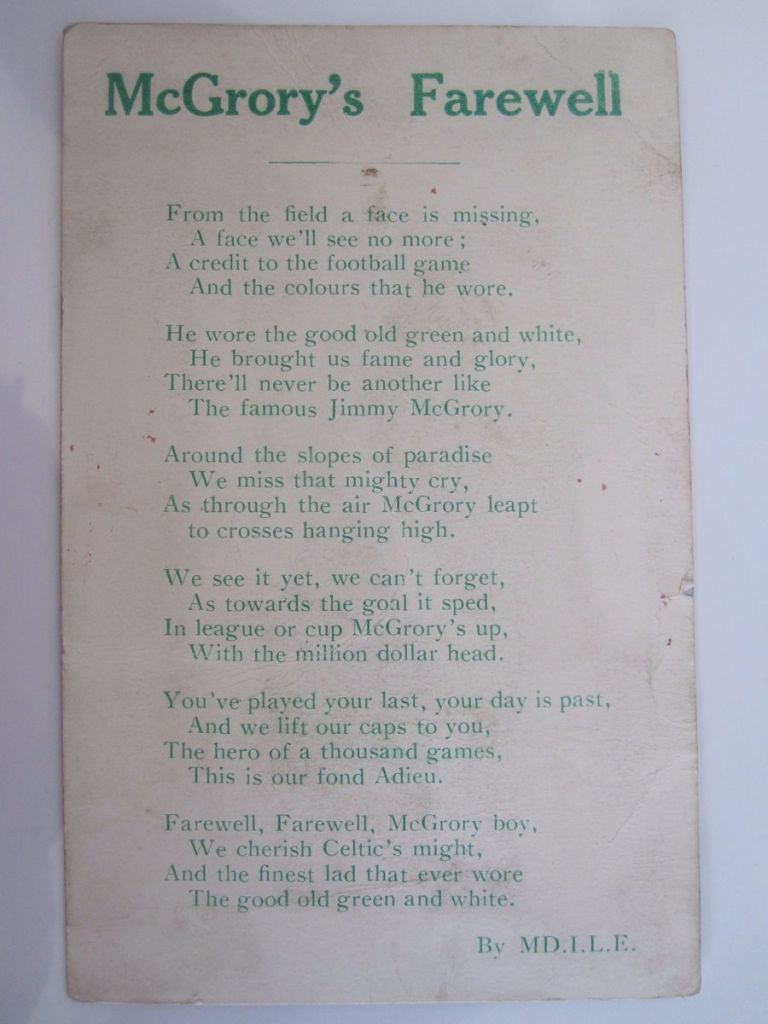 McGrory's Farewell
From the field a face is missing,
A face we'll see no more ;
A credit to the football game
And the colours that he wore.
He wore the good old green and white,
He brought us fame and glory,
There'll never be another like
The famous Jimmy McGrory.
Around the slopes of paradise
We miss that mighty cry,
As through the air McGrory leapt
to crosses hanging high.
We see it yet, we can't forget,
As towards the goal it sped,
In league or cup McGrory's up,
With the million dollar head.
You've played your last, your day is past,
And we lift our caps to you,
The hero of a thousand games,
This is our fond Adieu.
Farewell, Farewell, McGrory boy,
We cherish Celtic's might,
And the finest lad that ever wore
The good old green and white.
By MD.I.L.E.